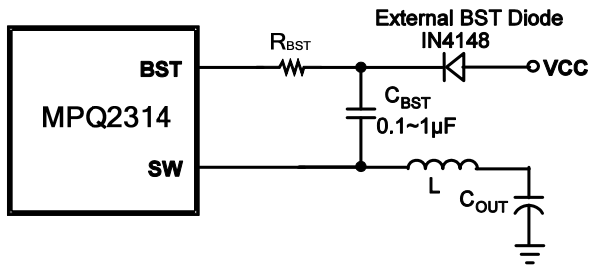 External BST Diode
IN4148
RBST
BST
VCC
MPQ2314
CBST
0.1~1µF
SW
L
COUT